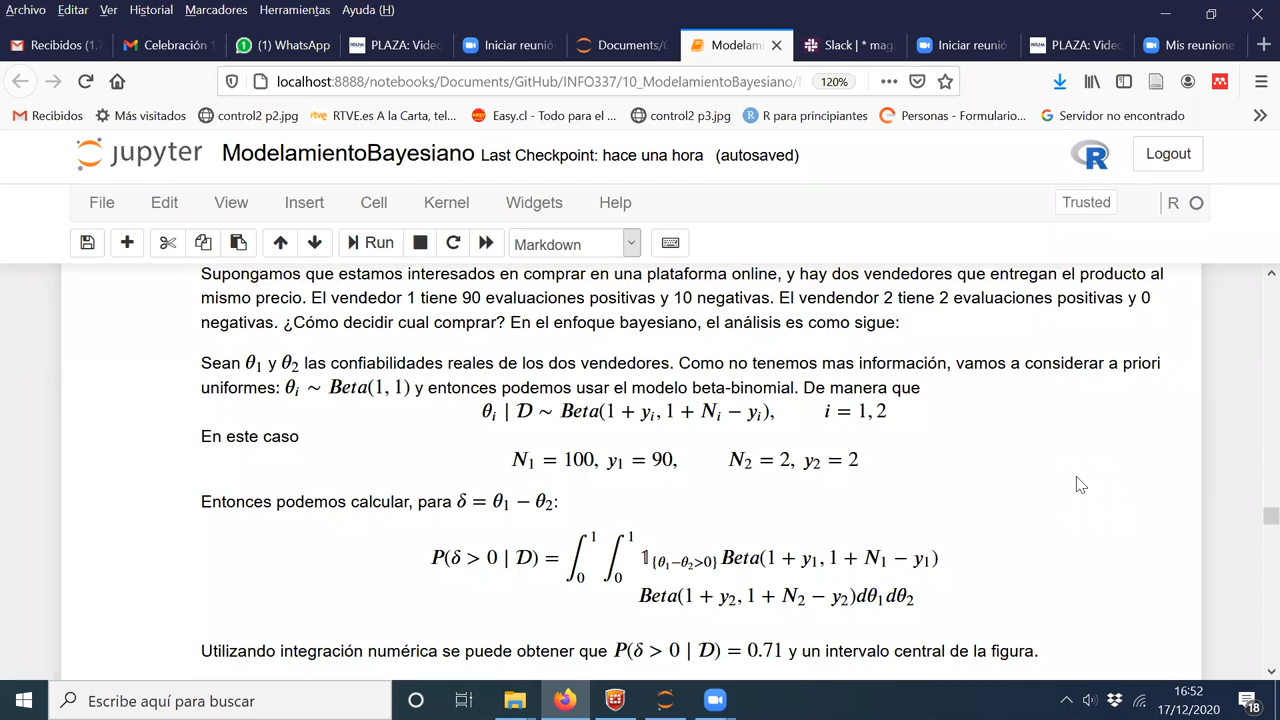 Archivo Editar Ver Historial Marcadores Herramientas Ayuda (H)
Recibidos (1. Celebración 1 (1) WhatsApp PLAZA: Vide Iniciar reunió Documents/G Modelam Slack | * mag Iniciar reunió PLAZA: Vide Mis reunione
localhost:8888/notebooks/Documents/GitHub/INFO337/10_ModelamientoBayesiano/ 120%
Recibidos Más visitados control2 p2.jpg RTVE.es A la Carta, tel... Easy.cl - Todo para el ... control2 p3.jpg R para principiantes Personas - Formulario... Servidor no encontrado
jupyter ModelamientoBayesiano Last Checkpoint: hace una hora (autosaved) Logout
File Edit View Insert Cell Kernel Widgets Help Trusted R
Run Markdown
Supongamos que estamos interesados en comprar en una plataforma online, y hay dos vendedores que entregan el producto al
mismo precio. El vendedor 1 tiene 90 evaluaciones positivas y 10 negativas. El vendendor 2 tiene 2 evaluaciones positivas y 0
negativas. ¿Cómo decidir cual comprar? En el enfoque bayesiano, el análisis es como sigue:
Sean θ₁ y θ₂ las confiabilidades reales de los dos vendedores. Como no tenemos mas información, vamos a considerar a priori
uniformes: θᵢ ∼ Beta(1, 1) y entonces podemos usar el modelo beta-binomial. De manera que
θᵢ | 𝒟 ∼ Beta(1 + yᵢ, 1 + Nᵢ − yᵢ), i = 1, 2
En este caso
N₁ = 100, y₁ = 90, N₂ = 2, y₂ = 2
Entonces podemos calcular, para δ = θ₁ − θ₂:
P(δ > 0 | 𝒟) = ∫₀¹ ∫₀¹ 𝟙_{θ₁−θ₂>0} Beta(1 + y₁, 1 + N₁ − y₁)
Beta(1 + y₂, 1 + N₂ − y₂)dθ₁dθ₂
Utilizando integración numérica se puede obtener que P(δ > 0 | 𝒟) = 0.71 y un intervalo central de la figura.
Escribe aquí para buscar
16:52
17/12/2020
18